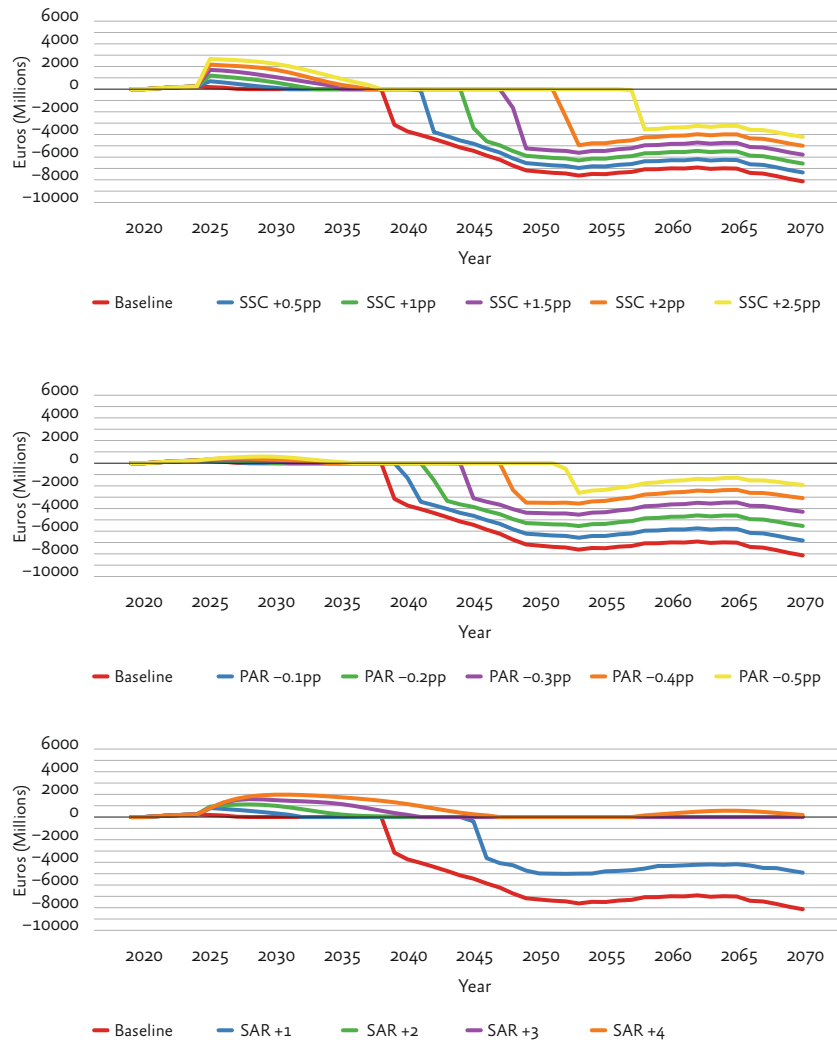 6000
4000
2000
0
−2000
−4000
−6000
−8000
−10000
Euros (Millions)
2020 2025 2030 2035 2040 2045 2050 2055 2060 2065 2070
Year
Baseline SSC +0.5pp SSC +1pp SSC +1.5pp SSC +2pp SSC +2.5pp
6000
4000
2000
0
−2000
−4000
−6000
−8000
−10000
Euros (Millions)
2020 2025 2030 2035 2040 2045 2050 2055 2060 2065 2070
Year
Baseline PAR −0.1pp PAR −0.2pp PAR −0.3pp PAR −0.4pp PAR −0.5pp
6000
4000
2000
0
−2000
−4000
−6000
−8000
−10000
Euros (Millions)
2020 2025 2030 2035 2040 2045 2050 2055 2060 2065 2070
Year
Baseline SAR +1 SAR +2 SAR +3 SAR +4